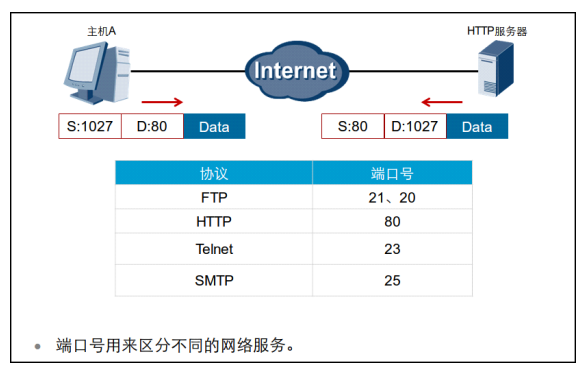 主机A
HTTP服务器
Internet
S:1027 D:80 Data
S:80 D:1027 Data
协议 端口号
FTP 21、20
HTTP 80
Telnet 23
SMTP 25
• 端口号用来区分不同的网络服务。